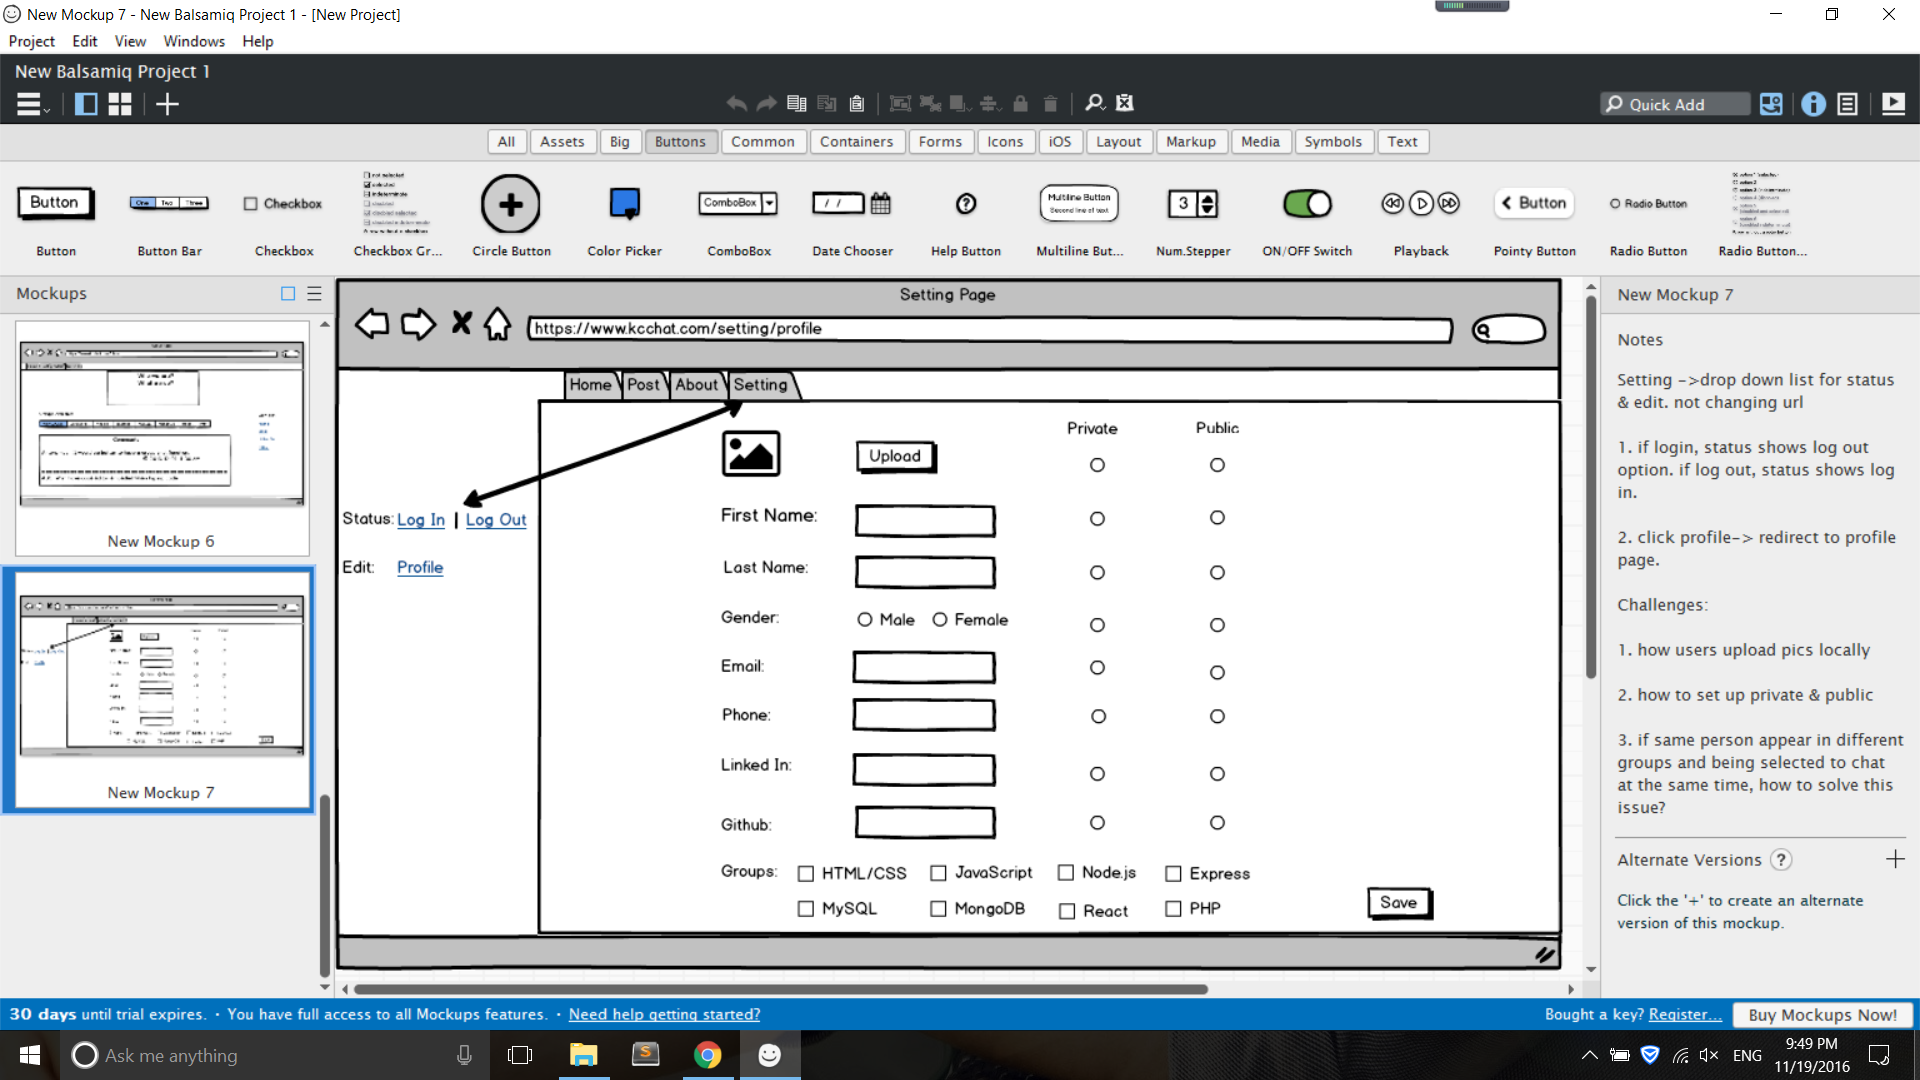 New Mockup 7 - New Balsamiq Project 1 - [New Project]
Project Edit View Windows Help
New Balsamiq Project 1
Quick Add
All Assets Big Buttons Common Containers Forms Icons iOS Layout Markup Media Symbols Text
Button One Two Three Checkbox ComboBox / / Multiline Button Second line of text 3 Button Radio Button
Button Button Bar Checkbox Checkbox Gr... Circle Button Color Picker ComboBox Date Chooser Help Button Multiline But... Num.Stepper ON/OFF Switch Playback Pointy Button Radio Button Radio Button...
Mockups
New Mockup 6
New Mockup 7
Setting Page
https://www.kcchat.com/setting/profile
Home Post About Setting
Private Public
Upload
Status: Log In | Log Out
Edit: Profile
First Name:
Last Name:
Gender: Male Female
Email:
Phone:
Linked In:
Github:
Groups: HTML/CSS JavaScript Node.js Express
MySQL MongoDB React PHP
Save
New Mockup 7
Notes
Setting ->drop down list for status
& edit. not changing url
1. if login, status shows log out
option. if log out, status shows log
in.
2. click profile-> redirect to profile
page.
Challenges:
1. how users upload pics locally
2. how to set up private & public
3. if same person appear in different
groups and being selected to chat
at the same time, how to solve this
issue?
Alternate Versions ?
Click the '+' to create an alternate
version of this mockup.
30 days until trial expires. · You have full access to all Mockups features. · Need help getting started?
Bought a key? Register... Buy Mockups Now!
Ask me anything
ENG
9:49 PM
11/19/2016